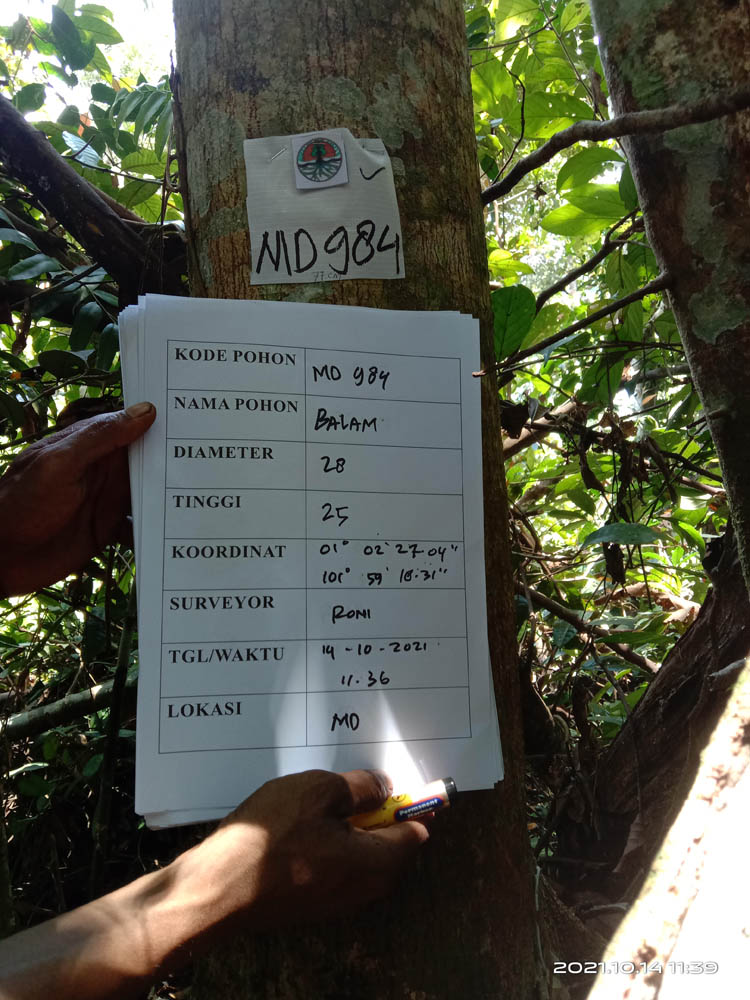 MD 984
77 cm
KODE POHON MD 984
NAMA POHON BALAM
DIAMETER 28
TINGGI 25
KOORDINAT 01° 02' 27.04"
101° 59' 18.31"
SURVEYOR RONI
TGL/WAKTU 14-10-2021
11.36
LOKASI MD
Permanent
Marker
2021.10.14 11:39